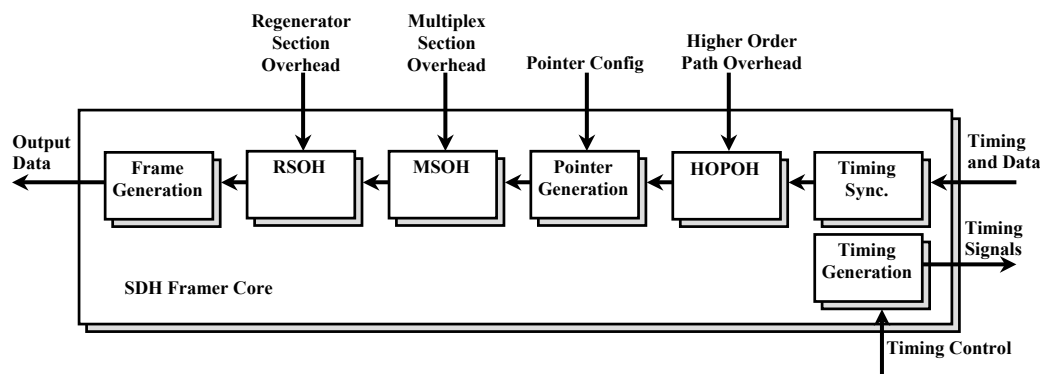 Regenerator
Section
Overhead
Multiplex
Section
Overhead
Pointer Config
Higher Order
Path Overhead
Output
Data
Frame
Generation
RSOH
MSOH
Pointer
Generation
HOPOH
Timing
Sync.
Timing
and Data
Timing
Generation
Timing
Signals
SDH Framer Core
Timing Control